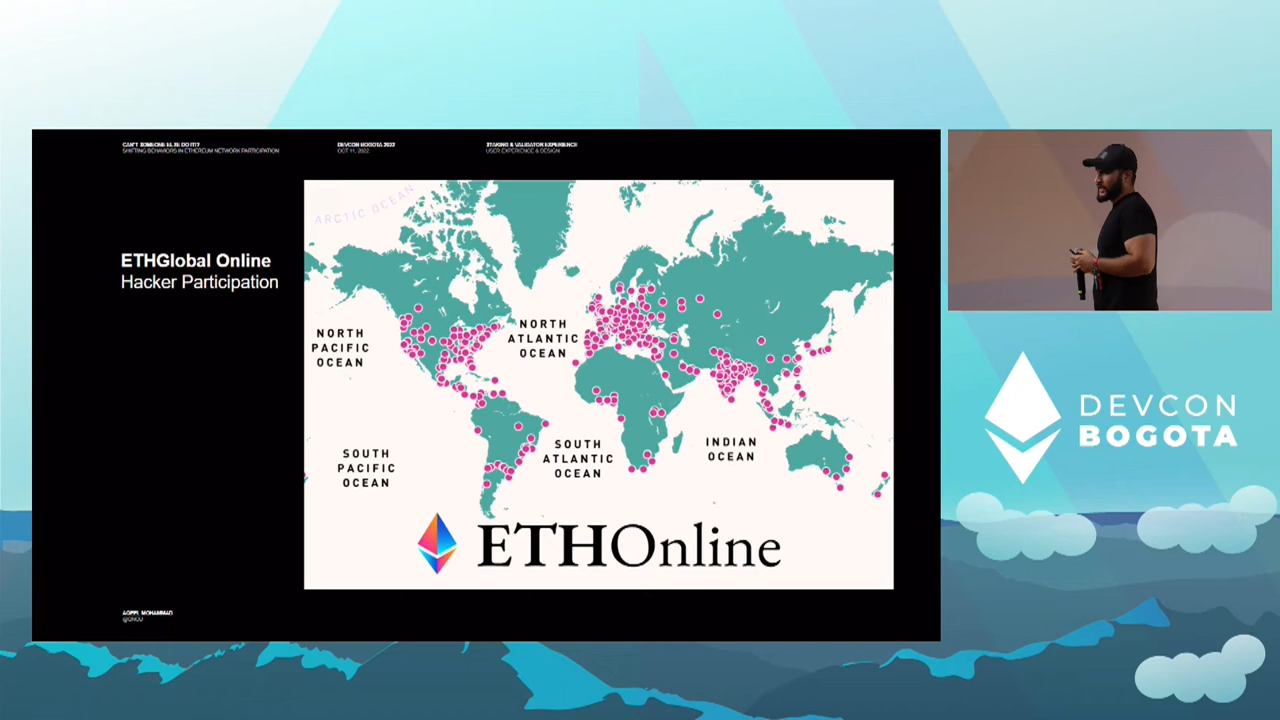 CAN'T SOMEONE ELSE DO IT?
SHIFTING BEHAVIORS IN ETHEREUM NETWORK PARTICIPATION
DEVCON BOGOTA 2022
OCT 11, 2022
STAKING & VALIDATOR EXPERIENCE
USER EXPERIENCE & DESIGN
ETHGlobal Online
Hacker Participation
ARCTIC OCEAN
NORTH
PACIFIC
OCEAN
NORTH
ATLANTIC
OCEAN
SOUTH
PACIFIC
OCEAN
SOUTH
ATLANTIC
OCEAN
INDIAN
OCEAN
ETHOnline
AQEEL MOHAMMAD
DEVCON
BOGOTA